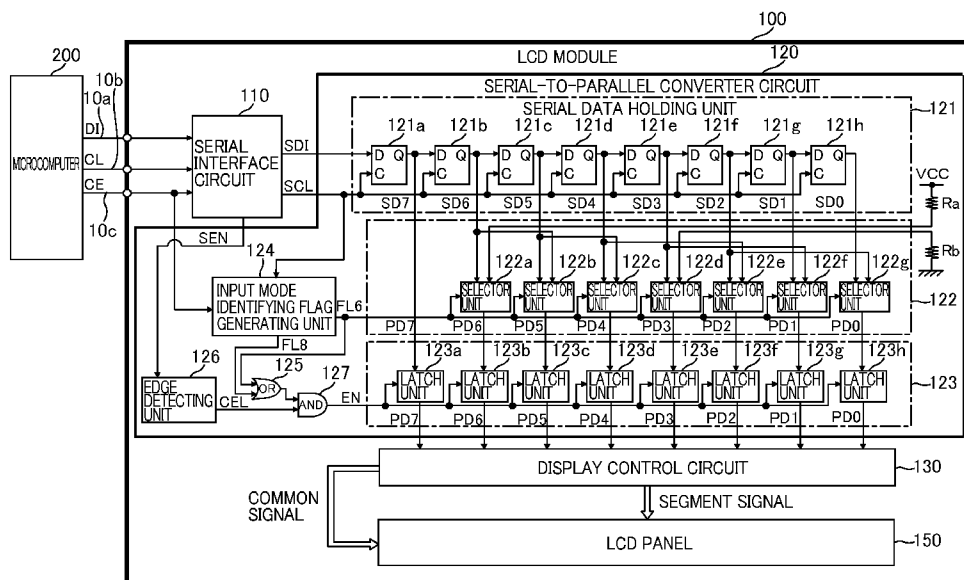 100
LCD MODULE
200
10b
10a
DI
CL
CE
10c
MICROCOMPUTER
110
SERIAL INTERFACE CIRCUIT
SDI
SCL
SEN
120
SERIAL-TO-PARALLEL CONVERTER CIRCUIT
SERIAL DATA HOLDING UNIT
121
121a 121b 121c 121d 121e 121f 121g 121h
D Q D Q D Q D Q D Q D Q D Q D Q
C C C C C C C C
SD7 SD6 SD5 SD4 SD3 SD2 SD1 SD0
VCC
Ra
Rb
124
INPUT MODE IDENTIFYING FLAG GENERATING UNIT
FL6
FL8
122a 122b 122c 122d 122e 122f 122g
SELECTOR UNIT SELECTOR UNIT SELECTOR UNIT SELECTOR UNIT SELECTOR UNIT SELECTOR UNIT SELECTOR UNIT
122
PD7 PD6 PD5 PD4 PD3 PD2 PD1 PD0
126
EDGE DETECTING UNIT
CEL
125
OR
127
AND
EN
123a 123b 123c 123d 123e 123f 123g 123h
LATCH UNIT LATCH UNIT LATCH UNIT LATCH UNIT LATCH UNIT LATCH UNIT LATCH UNIT LATCH UNIT
123
PD7 PD6 PD5 PD4 PD3 PD2 PD1 PD0
DISPLAY CONTROL CIRCUIT
130
COMMON SIGNAL
SEGMENT SIGNAL
LCD PANEL
150